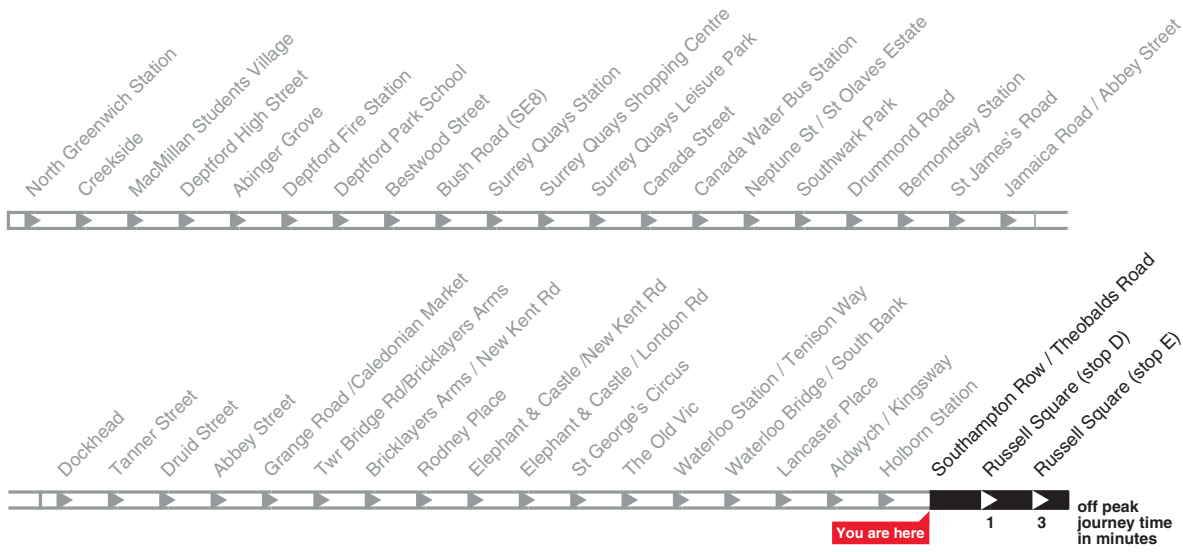 North Greenwich Station
Creekside
MacMillan Students Village
Deptford High Street
Abinger Grove
Deptford Fire Station
Deptford Park School
Bestwood Street
Bush Road (SE8)
Surrey Quays Station
Surrey Quays Shopping Centre
Surrey Quays Leisure Park
Canada Street
Canada Water Bus Station
Neptune St / St Olaves Estate
Southwark Park
Drummond Road
Bermondsey Station
St James's Road
Jamaica Road / Abbey Street
Dockhead
Tanner Street
Druid Street
Abbey Street
Grange Road /Caledonian Market
Twr Bridge Rd/Bricklayers Arms
Bricklayers Arms / New Kent Rd
Rodney Place
Elephant & Castle /New Kent Rd
Elephant & Castle / London Rd
St George's Circus
The Old Vic
Waterloo Station / Tenison Way
Waterloo Bridge / South Bank
Lancaster Place
Aldwych / Kingsway
Holborn Station
Southampton Row / Theobalds Road
Russell Square (stop D)
Russell Square (stop E)
You are here
1
3
off peak
journey time
in minutes